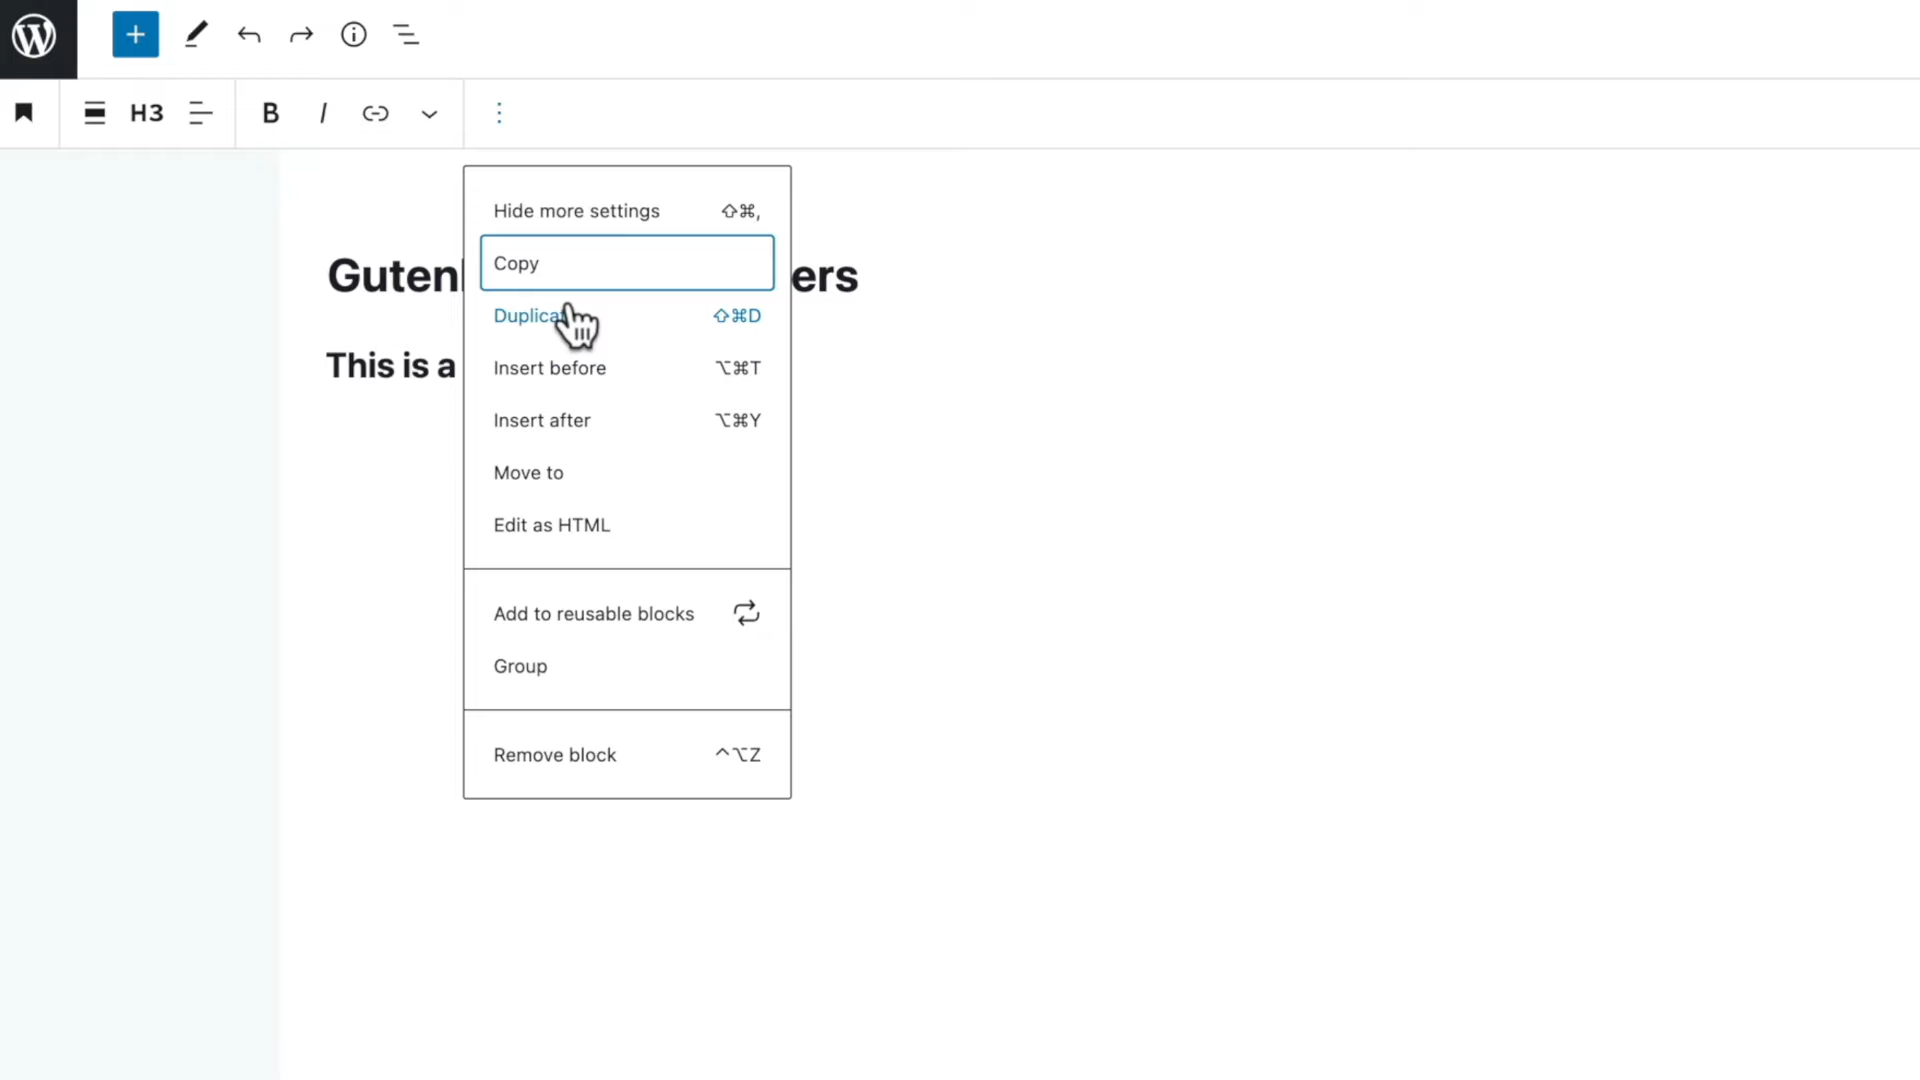 H3 B I
Hide more settings ⇧⌘,
Copy
Duplicat ⇧⌘D
Insert before ⌥⌘T
Insert after ⌥⌘Y
Move to
Edit as HTML
Add to reusable blocks
Group
Remove block ^⌥Z
Guten ers
This is a